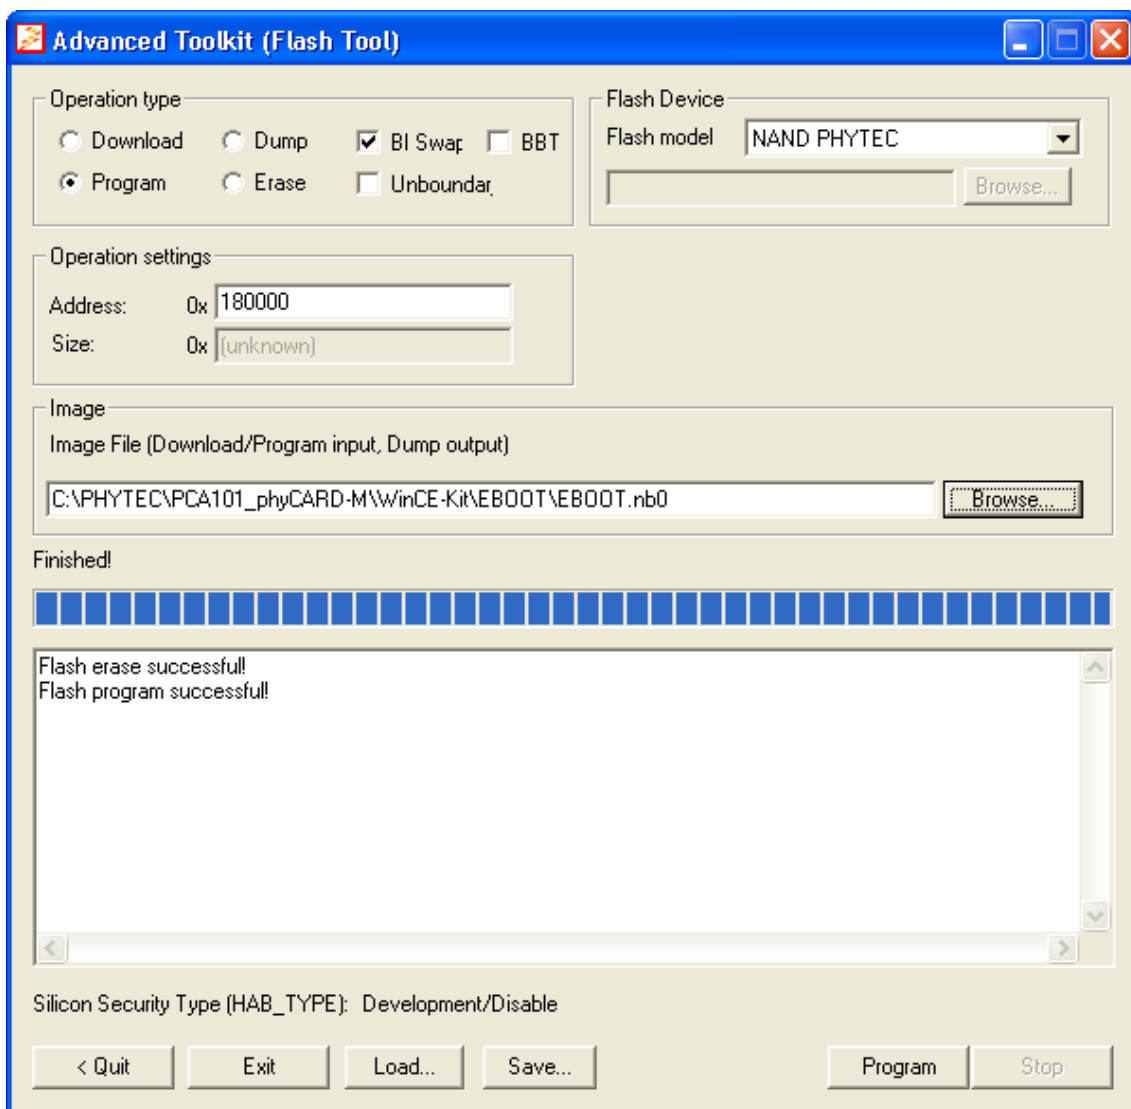 Advanced Toolkit (Flash Tool)
Operation type
Download Dump BI Swap BBT
Program Erase Unboundar
Flash Device
Flash model NAND PHYTEC
Browse...
Operation settings
Address: 0x 180000
Size: 0x (unknown)
Image
Image File (Download/Program input, Dump output)
C:\PHYTEC\PCA101_phyCARD-M\WinCE-Kit\EBOOT\EBOOT.nb0 Browse...
Finished!
Flash erase successful!
Flash program successful!
Silicon Security Type (HAB_TYPE): Development/Disable
< Quit Exit Load... Save... Program Stop